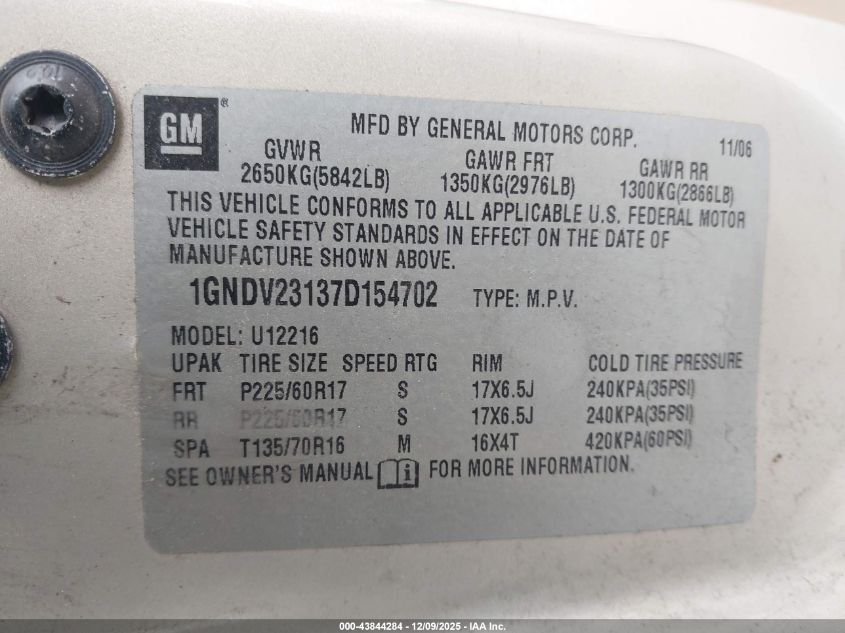 GM ®
MFD BY GENERAL MOTORS CORP. 11/06
GVWR GAWR FRT GAWR RR
2650KG(5842LB) 1350KG(2976LB) 1300KG(2866LB)
THIS VEHICLE CONFORMS TO ALL APPLICABLE U.S. FEDERAL MOTOR
VEHICLE SAFETY STANDARDS IN EFFECT ON THE DATE OF
MANUFACTURE SHOWN ABOVE.
1GNDV23137D154702 TYPE: M.P.V.
MODEL: U12216
UPAK TIRE SIZE SPEED RTG RIM COLD TIRE PRESSURE
FRT P225/60R17 S 17X6.5J 240KPA(35PSI)
RR P225/60R17 S 17X6.5J 240KPA(35PSI)
SPA T135/70R16 M 16X4T 420KPA(60PSI)
SEE OWNER'S MANUAL i FOR MORE INFORMATION.
000-43844284 - 12/09/2025 - IAA Inc.